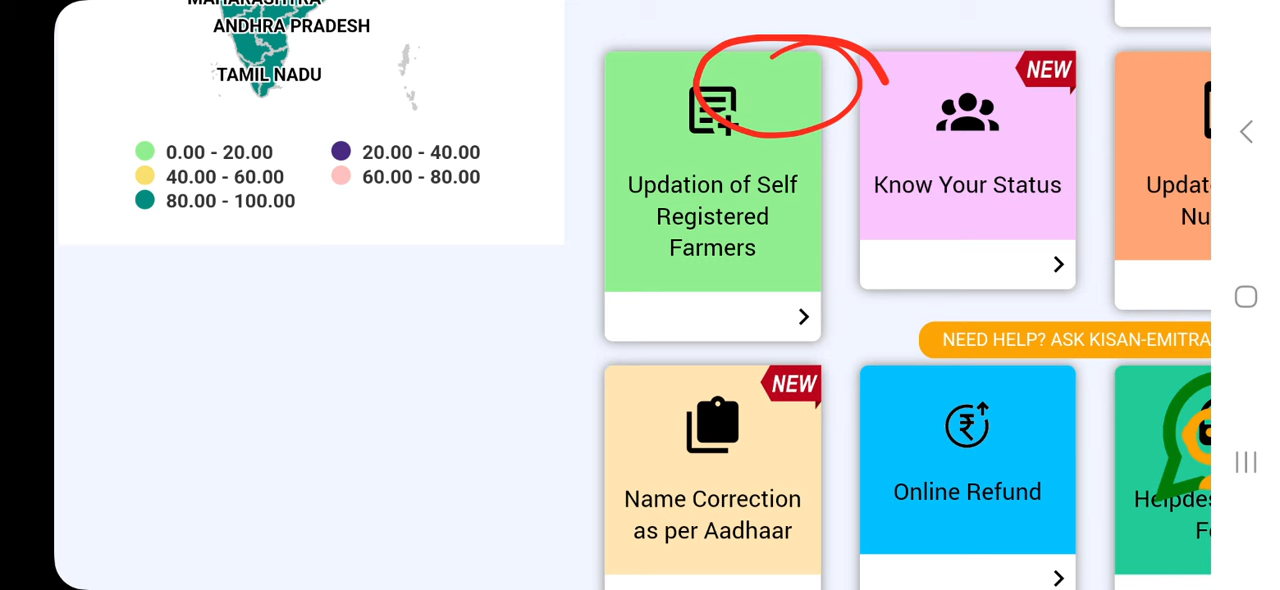 ANDHRA PRADESH
TAMIL NADU
0.00 - 20.00
20.00 - 40.00
40.00 - 60.00
60.00 - 80.00
80.00 - 100.00
Updation of Self
Registered
Farmers
NEW
Know Your Status
NEED HELP? ASK KISAN-EMITRA
NEW
Name Correction
as per Aadhaar
₹
Online Refund